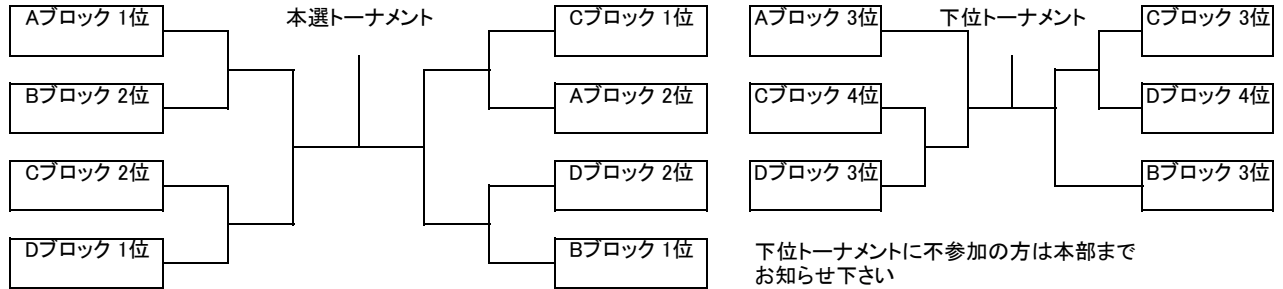 本選トーナメント
Aブロック 1位
Bブロック 2位
Cブロック 2位
Dブロック 1位
Cブロック 1位
Aブロック 2位
Dブロック 2位
Bブロック 1位
下位トーナメント
Aブロック 3位
Cブロック 4位
Dブロック 3位
Cブロック 3位
Dブロック 4位
Bブロック 3位
下位トーナメントに不参加の方は本部まで
お知らせ下さい